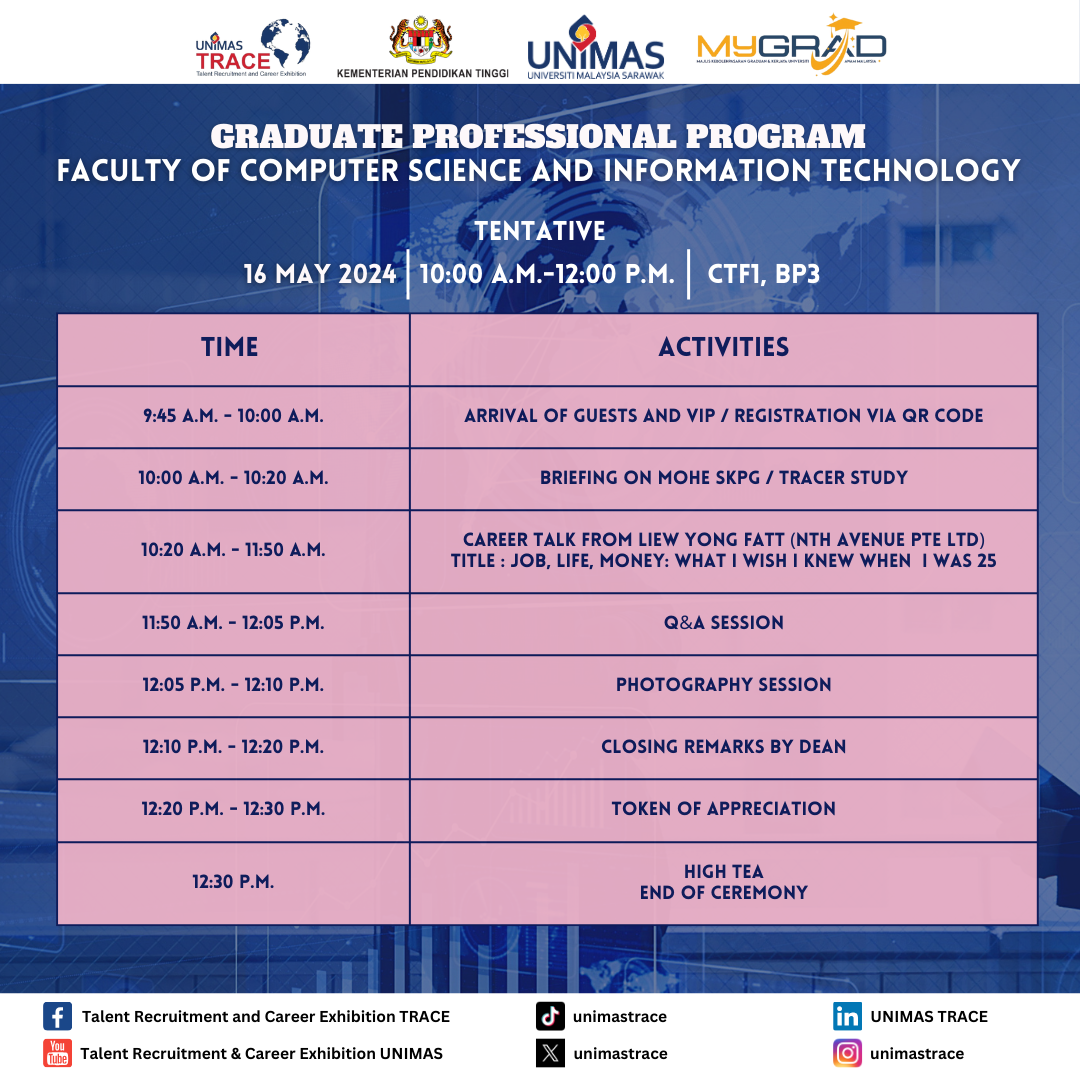 UNIMAS
TRACE
Talent Recruitment and Career Exhibition
KEMENTERIAN PENDIDIKAN TINGGI
UNIMAS
UNIVERSITI MALAYSIA SARAWAK
MYGRAD
GRADUATE PROFESSIONAL PROGRAM
FACULTY OF COMPUTER SCIENCE AND INFORMATION TECHNOLOGY
TENTATIVE
16 MAY 2024 10:00 A.M.-12:00 P.M. CTF1, BP3
TIME ACTIVITIES
9:45 A.M. - 10:00 A.M. ARRIVAL OF GUESTS AND VIP / REGISTRATION VIA QR CODE
10:00 A.M. - 10:20 A.M. BRIEFING ON MOHE SKPG / TRACER STUDY
10:20 A.M. - 11:50 A.M. CAREER TALK FROM LIEW YONG FATT (NTH AVENUE PTE LTD)
TITLE : JOB, LIFE, MONEY: WHAT I WISH I KNEW WHEN I WAS 25
11:50 A.M. - 12:05 P.M. Q&A SESSION
12:05 P.M. - 12:10 P.M. PHOTOGRAPHY SESSION
12:10 P.M. - 12:20 P.M. CLOSING REMARKS BY DEAN
12:20 P.M. - 12:30 P.M. TOKEN OF APPRECIATION
12:30 P.M. HIGH TEA
END OF CEREMONY
Talent Recruitment and Career Exhibition TRACE unimastrace UNIMAS TRACE
You
Tube
Talent Recruitment & Career Exhibition UNIMAS unimastrace unimastrace